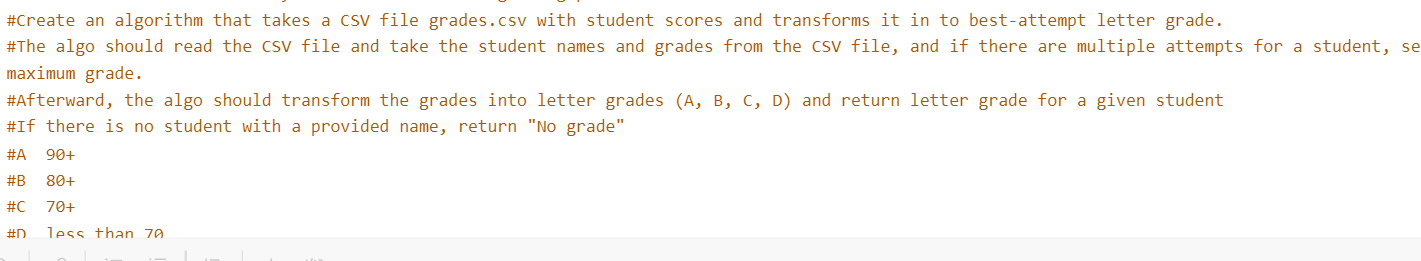 #Create an algorithm that takes a CSV file grades.csv with student scores and transforms it in to best-attempt letter grade.
#The algo should read the CSV file and take the student names and grades from the CSV file, and if there are multiple attempts for a student,
maximum grade.
#Afterward, the algo should transform the grades into letter grades (A, B, C, D) and return letter grade for a given student
#If there is no student with a provided name, return "No grade"
#A 90+
#B 80+
#C 70+
#D less than 70